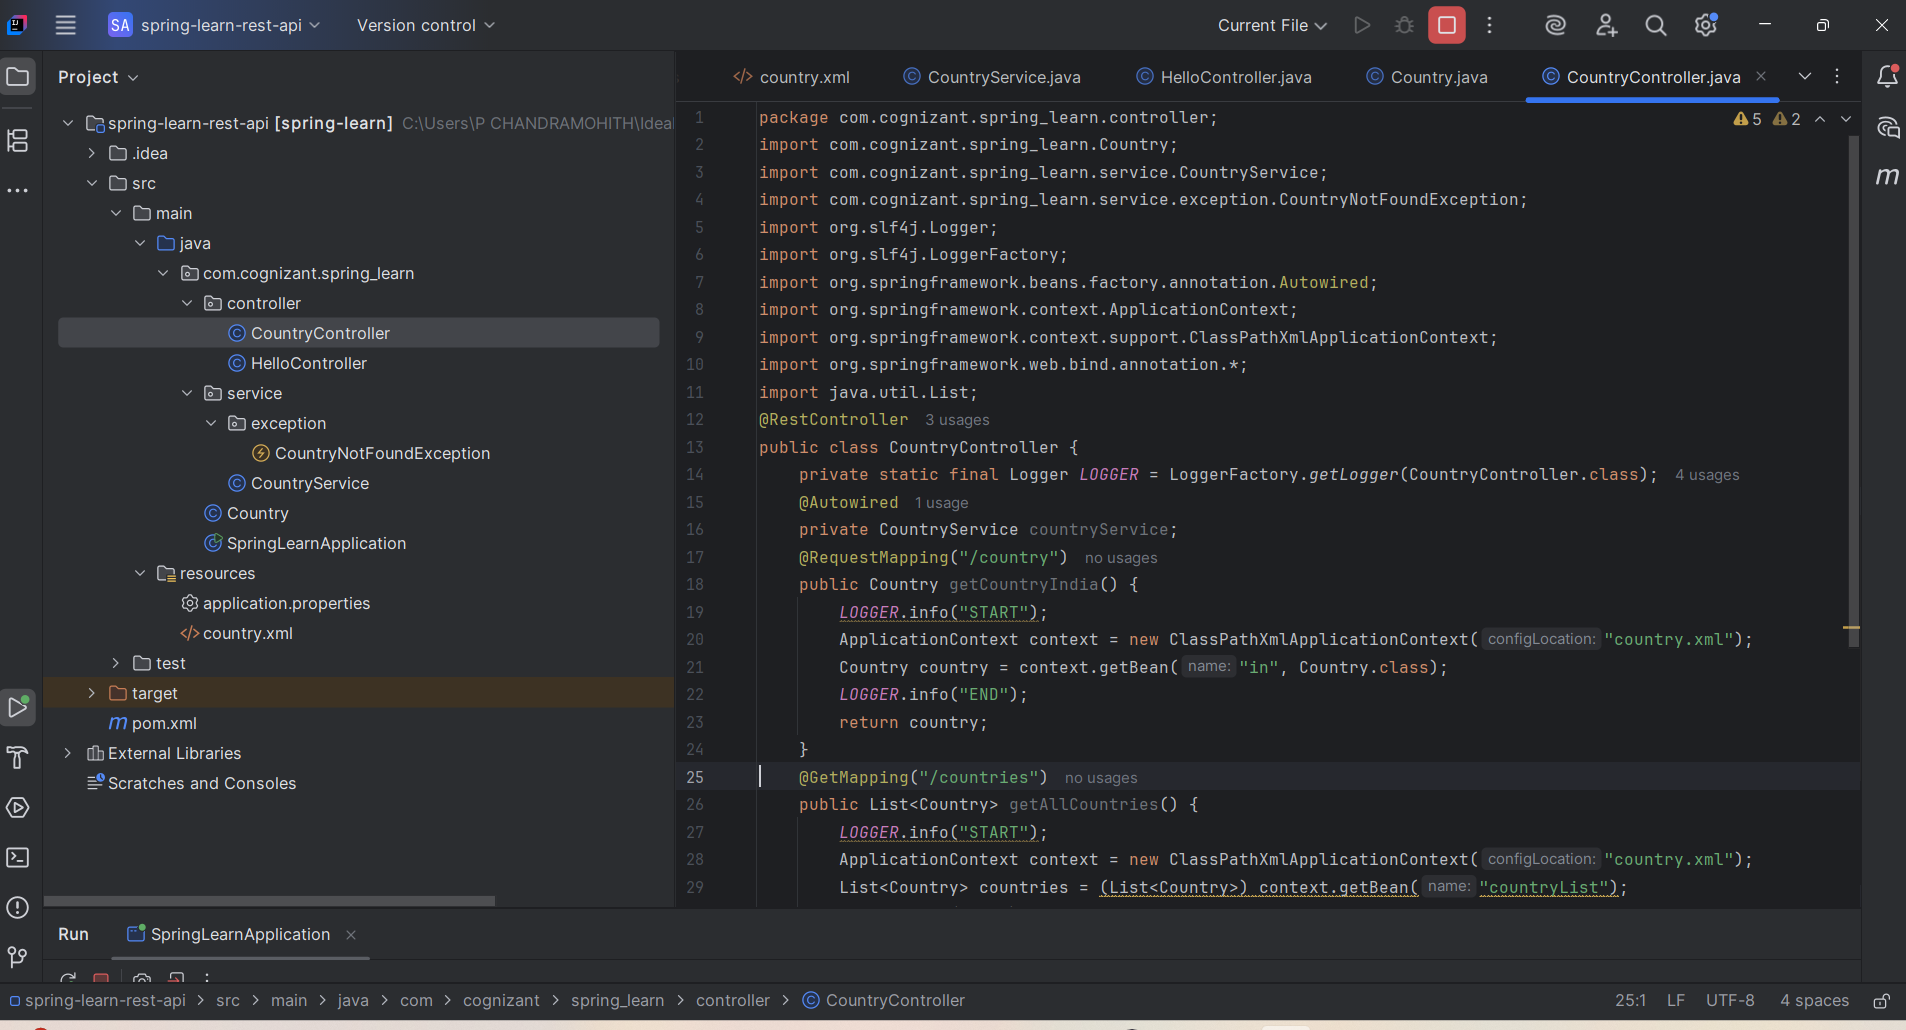 SA spring-learn-rest-api Version control Current File
Project
country.xml CountryService.java HelloController.java Country.java CountryController.java
spring-learn-rest-api [spring-learn] C:\Users\P CHANDRAMOHITH\Idea
.idea
src
main
java
com.cognizant.spring_learn
controller
CountryController
HelloController
service
exception
CountryNotFoundException
CountryService
Country
SpringLearnApplication
resources
application.properties
country.xml
test
target
pom.xml
External Libraries
Scratches and Consoles
5 2
1 package com.cognizant.spring_learn.controller;
2 import com.cognizant.spring_learn.Country;
3 import com.cognizant.spring_learn.service.CountryService;
4 import com.cognizant.spring_learn.service.exception.CountryNotFoundException;
5 import org.slf4j.Logger;
6 import org.slf4j.LoggerFactory;
7 import org.springframework.beans.factory.annotation.Autowired;
8 import org.springframework.context.ApplicationContext;
9 import org.springframework.context.support.ClassPathXmlApplicationContext;
10 import org.springframework.web.bind.annotation.*;
11 import java.util.List;
12 @RestController 3 usages
13 public class CountryController {
14 private static final Logger LOGGER = LoggerFactory.getLogger(CountryController.class); 4 usages
15 @Autowired 1 usage
16 private CountryService countryService;
17 @RequestMapping("/country") no usages
18 public Country getCountryIndia() {
19 LOGGER.info("START");
20 ApplicationContext context = new ClassPathXmlApplicationContext( configLocation: "country.xml");
21 Country country = context.getBean( name: "in", Country.class);
22 LOGGER.info("END");
23 return country;
24 }
25 @GetMapping("/countries") no usages
26 public List<Country> getAllCountries() {
27 LOGGER.info("START");
28 ApplicationContext context = new ClassPathXmlApplicationContext( configLocation: "country.xml");
29 List<Country> countries = (List<Country>) context.getBean( name: "countryList");
Run SpringLearnApplication
spring-learn-rest-api > src > main > java > com > cognizant > spring_learn > controller > CountryController 25:1 LF UTF-8 4 spaces